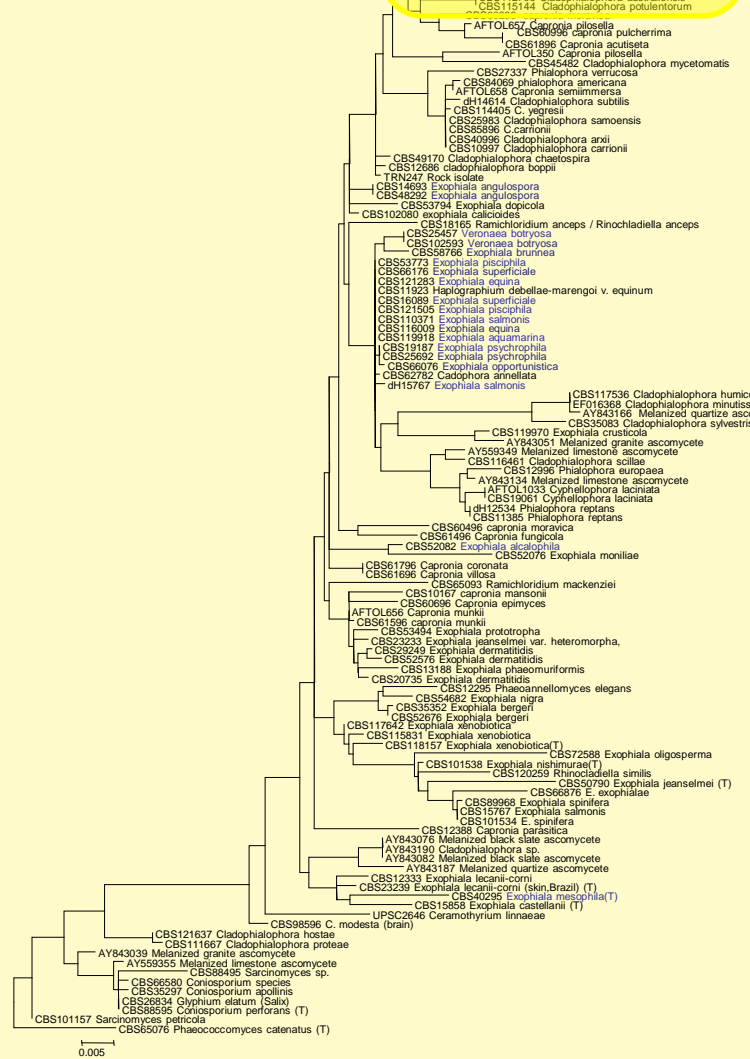 CBS115144 Cladophialophora potulentorum
AFTOL657 Capronia pilosella
CBS60996 capronia pulcherrima
CBS61896 Capronia acutiseta
AFTOL350 Capronia pilosella
CBS45482 Cladophialophora mycetomatis
CBS27337 Phialophora verrucosa
CBS84069 phialophora americana
AFTOL658 Capronia semiimmersa
dH14614 Cladophialophora subtilis
CBS114405 C. yegresii
CBS25983 Cladophialophora samoensis
CBS85896 C.carrionii
CBS40996 Cladophialophora arxii
CBS10997 Cladophialophora carrionii
CBS49170 Cladophialophora chaetospira
CBS12686 cladophialophora boppii
TRN247 Rock isolate
CBS14693 Exophiala angulospora
CBS48292 Exophiala angulospora
CBS53794 Exophiala dopicola
CBS102080 exophiala calicioides
CBS18165 Ramichloridium anceps / Rinochladiella anceps
CBS25457 Veronaea botryosa
CBS102593 Veronaea botryosa
CBS58766 Exophiala brunnea
CBS53773 Exophiala pisciphila
CBS66176 Exophiala superficiale
CBS121283 Exophiala equina
CBS11923 Haplographium debellae-marengoi v. equinum
CBS16089 Exophiala superficiale
CBS121505 Exophiala pisciphila
CBS110371 Exophiala salmonis
CBS116009 Exophiala equina
CBS119918 Exophiala aquamarina
CBS19187 Exophiala psychrophila
CBS25692 Exophiala psychrophila
CBS66076 Exophiala opportunistica
CBS62782 Cadophora annellata
dH15767 Exophiala salmonis
CBS117536 Cladophialophora humico
EF016368 Cladophialophora minutiss
AY843166 Melanized quartize asco
CBS35083 Cladophialophora sylvestris
CBS119970 Exophiala crusticola
AY843051 Melanized granite ascomycete
AY559349 Melanized limestone ascomycete
CBS116461 Cladophialophora scillae
CBS12996 Phialophora europaea
AY843134 Melanized limestone ascomycete
AFTOL1033 Cyphellophora laciniata
CBS19061 Cyphellophora laciniata
dH12534 Phialophora reptans
CBS11385 Phialophora reptans
CBS60496 capronia moravica
CBS61496 Capronia fungicola
CBS52082 Exophiala alcalophila
CBS52076 Exophiala moniliae
CBS61796 Capronia coronata
CBS61696 Capronia villosa
CBS65093 Ramichloridium mackenziei
CBS10167 capronia mansonii
CBS60696 Capronia epimyces
AFTOL656 Capronia munkii
CBS61596 capronia munkii
CBS53494 Exophiala prototropha
CBS23233 Exophiala jeanselmei var. heteromorpha,
CBS29249 Exophiala dermatitidis
CBS52576 Exophiala dermatitidis
CBS13188 Exophiala phaeomuriformis
CBS20735 Exophiala dermatitidis
CBS12295 Phaeoannellomyces elegans
CBS54682 Exophiala nigra
CBS35352 Exophiala bergeri
CBS52676 Exophiala bergeri
CBS117642 Exophiala xenobiotica
CBS115831 Exophiala xenobiotica
CBS118157 Exophiala xenobiotica(T)
CBS72588 Exophiala oligosperma
CBS101538 Exophiala nishimurae(T)
CBS120259 Rhinocladiella similis
CBS50790 Exophiala jeanselmei (T)
CBS66876 E. exophialae
CBS89968 Exophiala spinifera
CBS15767 Exophiala salmonis
CBS101534 E. spinifera
CBS12388 Capronia parasitica
AY843076 Melanized black slate ascomycete
AY843190 Cladophialophora sp.
AY843082 Melanized black slate ascomycete
AY843187 Melanized quartize ascomycete
CBS12333 Exophiala lecanii-corni
CBS23239 Exophiala lecanii-corni (skin,Brazil) (T)
CBS40295 Exophiala mesophila(T)
CBS15858 Exophiala castellanii (T)
UPSC2646 Ceramothyrium linnaeae
CBS98596 C. modesta (brain)
CBS121637 Cladophialophora hostae
CBS111667 Cladophialophora proteae
AY843039 Melanized granite ascomycete
AY559355 Melanized limestone ascomycete
CBS88495 Sarcinomyces sp.
CBS66580 Coniosporium species
CBS35297 Coniosporium apollinis
CBS26834 Glyphium elatum (Salix)
CBS88595 Coniosporium perforans (T)
CBS101157 Sarcinomyces petricola
CBS65076 Phaeococcomyces catenatus (T)
0.005